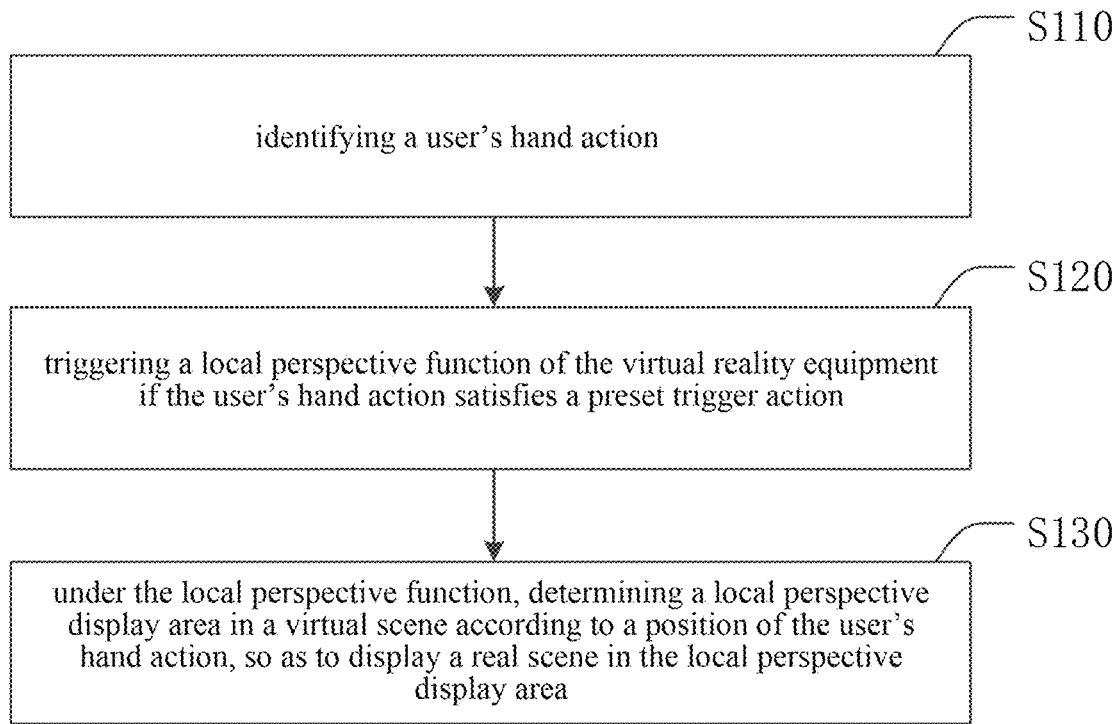 S110
identifying a user's hand action
S120
triggering a local perspective function of the virtual reality equipment
if the user's hand action satisfies a preset trigger action
S130
under the local perspective function, determining a local perspective
display area in a virtual scene according to a position of the user's
hand action, so as to display a real scene in the local perspective
display area